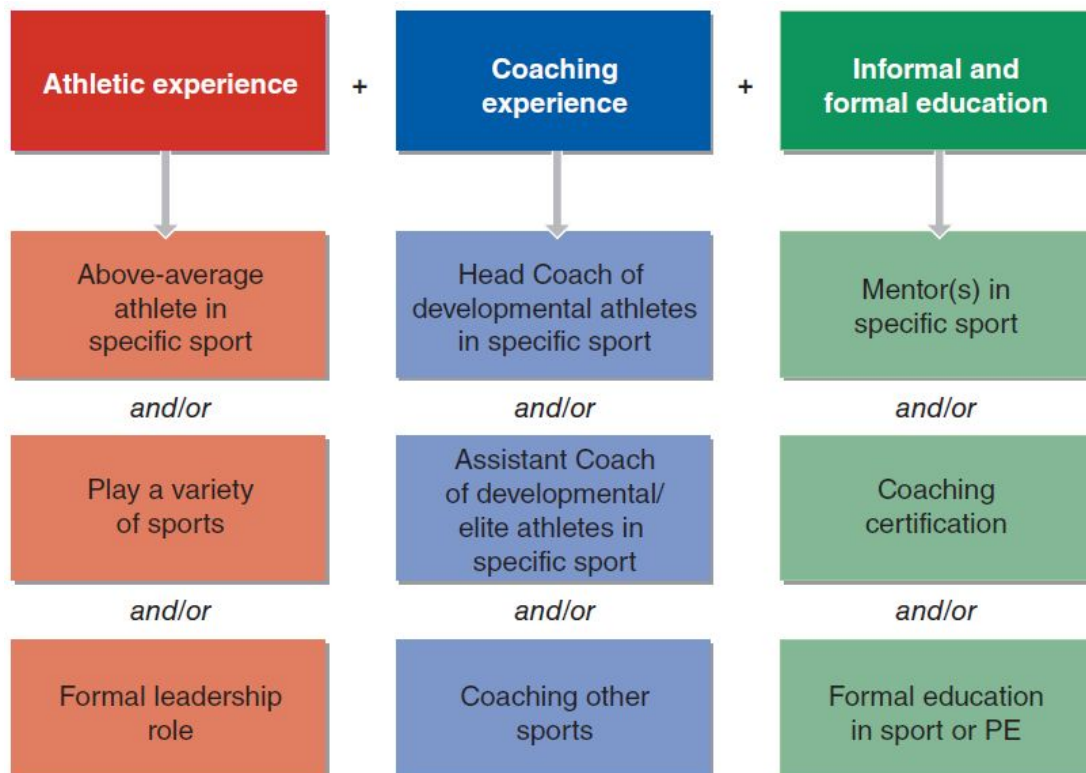 Athletic experience
+
Coaching
experience
+
Informal and
formal education
Above-average
athlete in
specific sport
Head Coach of
developmental athletes
in specific sport
Mentor(s) in
specific sport
and/or
and/or
and/or
Play a variety
of sports
Assistant Coach
of developmental/
elite athletes in
specific sport
Coaching
certification
and/or
and/or
and/or
Formal leadership
role
Coaching other
sports
Formal education
in sport or PE